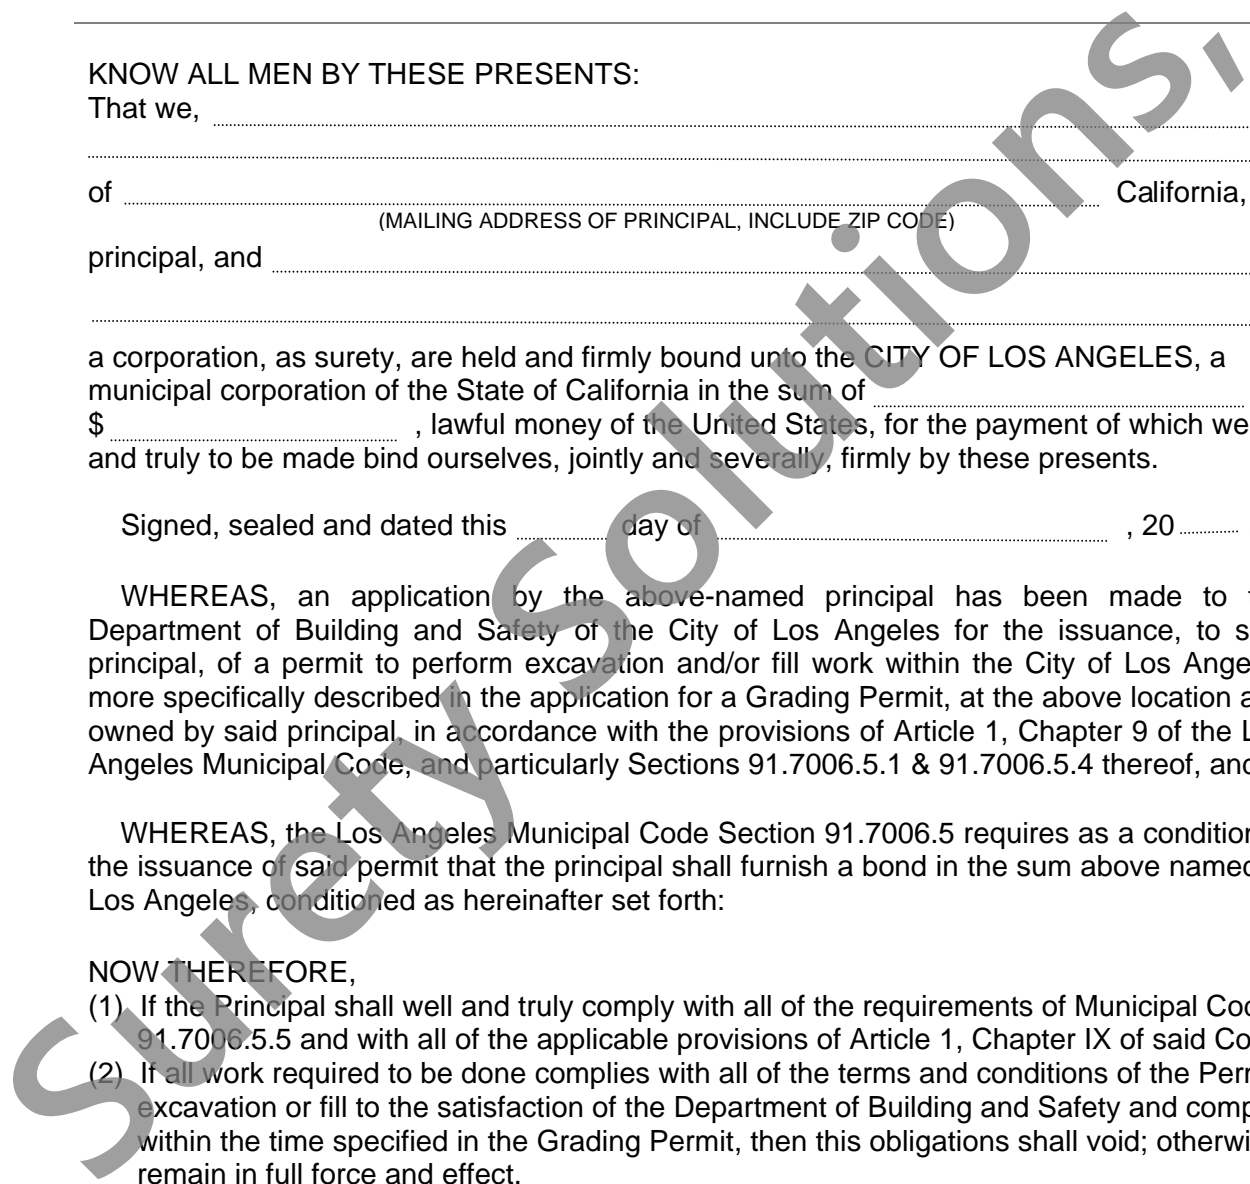 KNOW ALL MEN BY THESE PRESENTS:
That we,
of California,
(MAILING ADDRESS OF PRINCIPAL, INCLUDE ZIP CODE)
principal, and
a corporation, as surety, are held and firmly bound unto the CITY OF LOS ANGELES, a
municipal corporation of the State of California in the sum of
$ , lawful money of the United States, for the payment of which we
and truly to be made bind ourselves, jointly and severally, firmly by these presents.
Signed, sealed and dated this day of , 20
WHEREAS, an application by the above-named principal has been made to
Department of Building and Safety of the City of Los Angeles for the issuance, to
principal, of a permit to perform excavation and/or fill work within the City of Los Ange
more specifically described in the application for a Grading Permit, at the above location
owned by said principal, in accordance with the provisions of Article 1, Chapter 9 of the
Angeles Municipal Code, and particularly Sections 91.7006.5.1 & 91.7006.5.4 thereof, and
WHEREAS, the Los Angeles Municipal Code Section 91.7006.5 requires as a condition
the issuance of said permit that the principal shall furnish a bond in the sum above named
Los Angeles, conditioned as hereinafter set forth:
NOW THEREFORE,
(1) If the Principal shall well and truly comply with all of the requirements of Municipal Co
91.7006.5.5 and with all of the applicable provisions of Article 1, Chapter IX of said Co
(2) If all work required to be done complies with all of the terms and conditions of the Per
excavation or fill to the satisfaction of the Department of Building and Safety and comp
within the time specified in the Grading Permit, then this obligations shall void; otherwi
remain in full force and effect.
Surety Solutions,